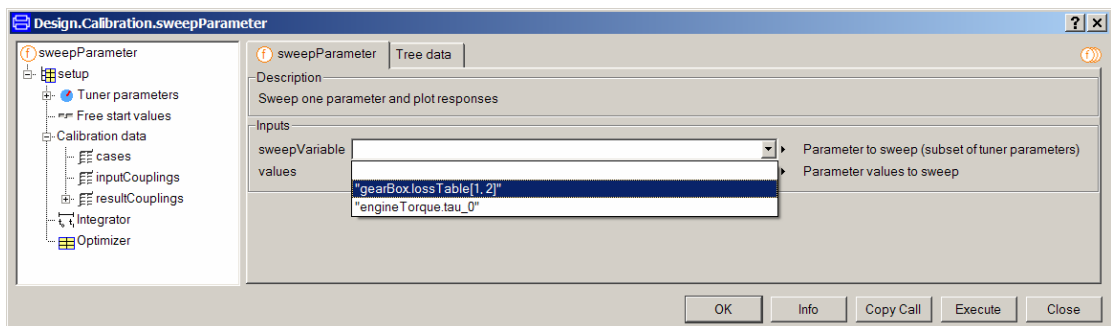 Design.Calibration.sweepParameter
sweepParameter
setup
Tuner parameters
Free start values
Calibration data
cases
inputCouplings
resultCouplings
Integrator
Optimizer
sweepParameter Tree data
Description
Sweep one parameter and plot responses
Inputs
sweepVariable Parameter to sweep (subset of tuner parameters)
values Parameter values to sweep
"gearBox.lossTable[1, 2]"
"engineTorque.tau_0"
OK Info Copy Call Execute Close